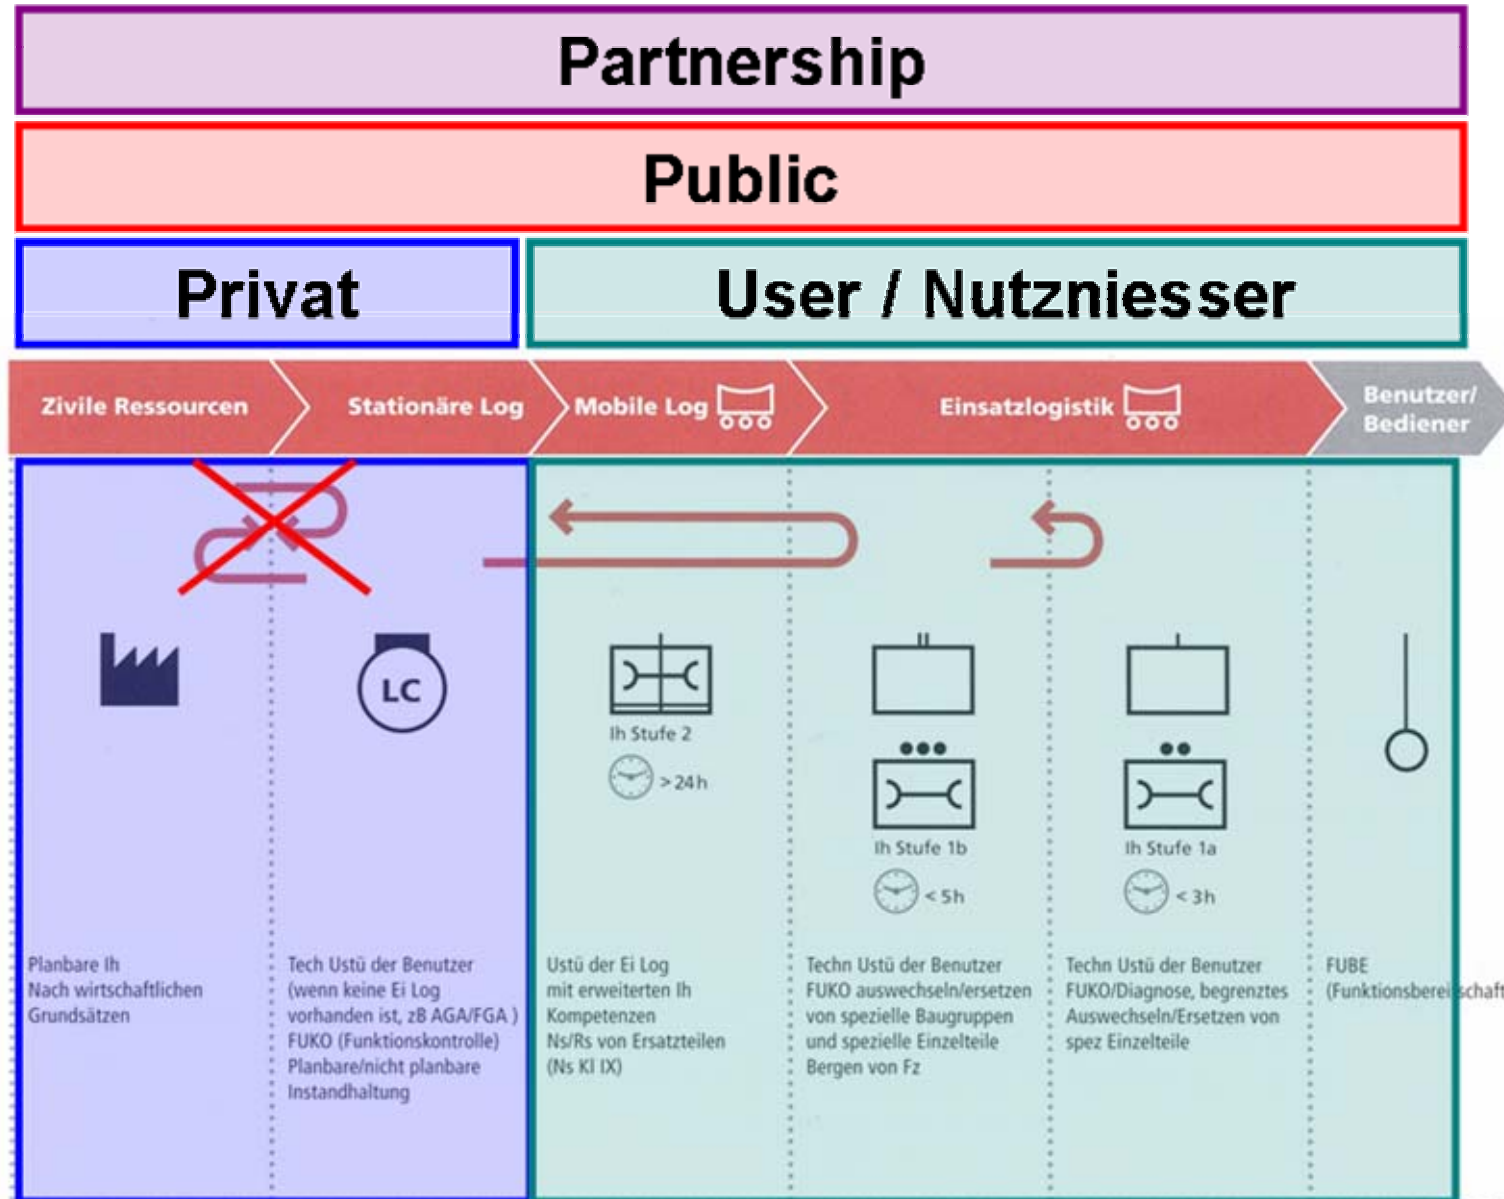 Partnership
Public
Privat
User / Nutzniesser
Zivile Ressourcen
Stationäre Log
Mobile Log
Einsatzlogistik
Benutzer/
Bediener
LC
Ih Stufe 2
> 24h
Ih Stufe 1b
< 5h
Ih Stufe 1a
< 3h
Planbare Ih
Nach wirtschaftlichen
Grundsätzen
Tech Ustü der Benutzer
(wenn keine Ei Log
vorhanden ist, zB AGA/FGA )
FUKO (Funktionskontrolle)
Planbare/nicht planbare
Instandhaltung
Ustü der Ei Log
mit erweiterten Ih
Kompetenzen
Ns/Rs von Ersatzteilen
(Ns Kl IX)
Techn Ustü der Benutzer
FUKO auswechseln/ersetzen
von spezielle Baugruppen
und spezielle Einzelteile
Bergen von Fz
Techn Ustü der Benutzer
FUKO/Diagnose, begrenztes
Auswechseln/Ersetzen von
spez Einzelteile
FUBE
(Funktionsbereitschaft